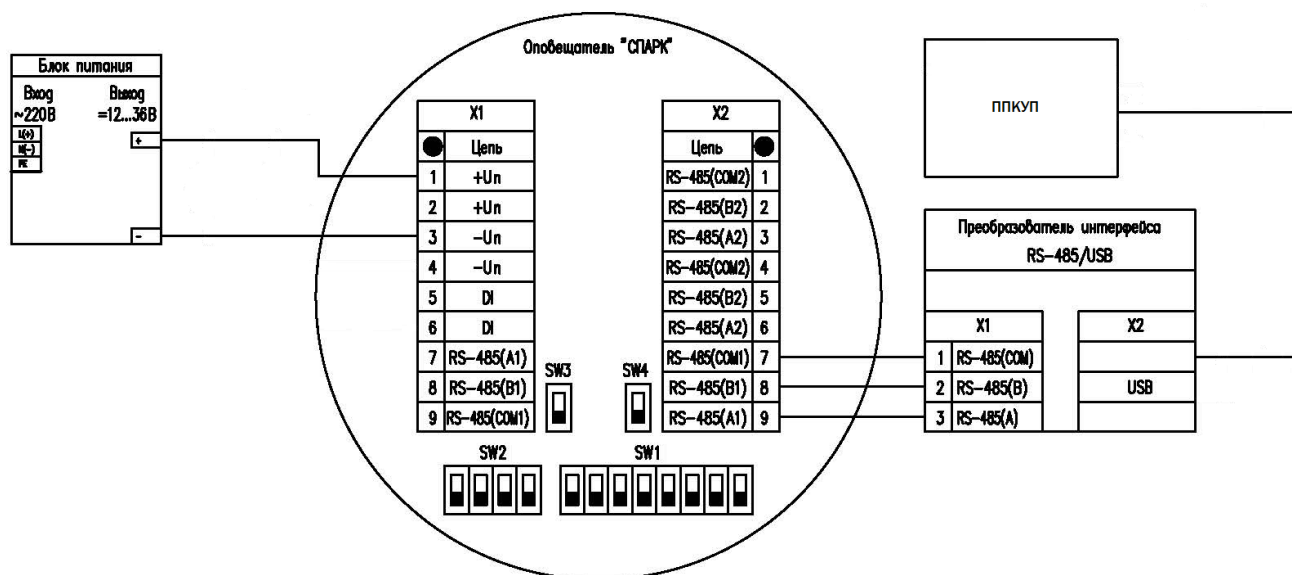 Оповещатель "СПАРК"
Блок питания
Вход Выход
~220В =12...36В
L(+)
N(-)
PE
+
-
X1
Цепь
1 +Uп
2 +Uп
3 -Uп
4 -Uп
5 DI
6 DI
7 RS-485(A1)
8 RS-485(B1)
9 RS-485(COM1)
X2
Цепь
RS-485(COM2) 1
RS-485(B2) 2
RS-485(A2) 3
RS-485(COM2) 4
RS-485(B2) 5
RS-485(A2) 6
RS-485(COM1) 7
RS-485(B1) 8
RS-485(A1) 9
SW3
SW4
SW2
SW1
ППКУП
Преобразователь интерфейса
RS-485/USB
X1
1 RS-485(COM)
2 RS-485(B)
3 RS-485(A)
X2
USB